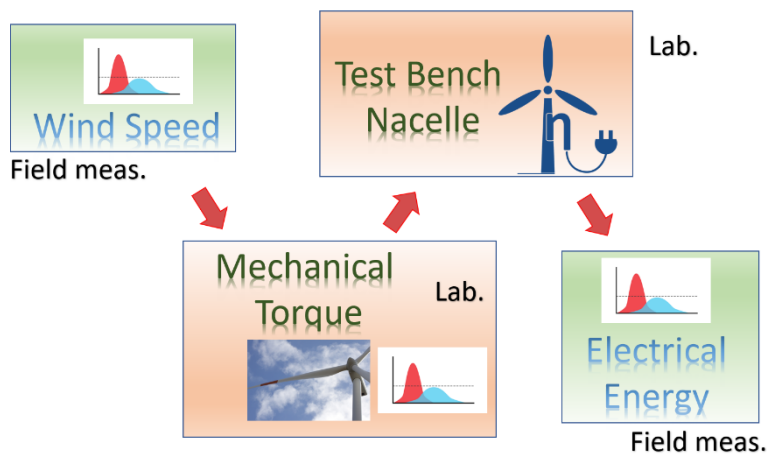 Wind Speed
Field meas.
Test Bench
Nacelle
Lab.
Mechanical
Torque
Lab.
Electrical
Energy
Field meas.